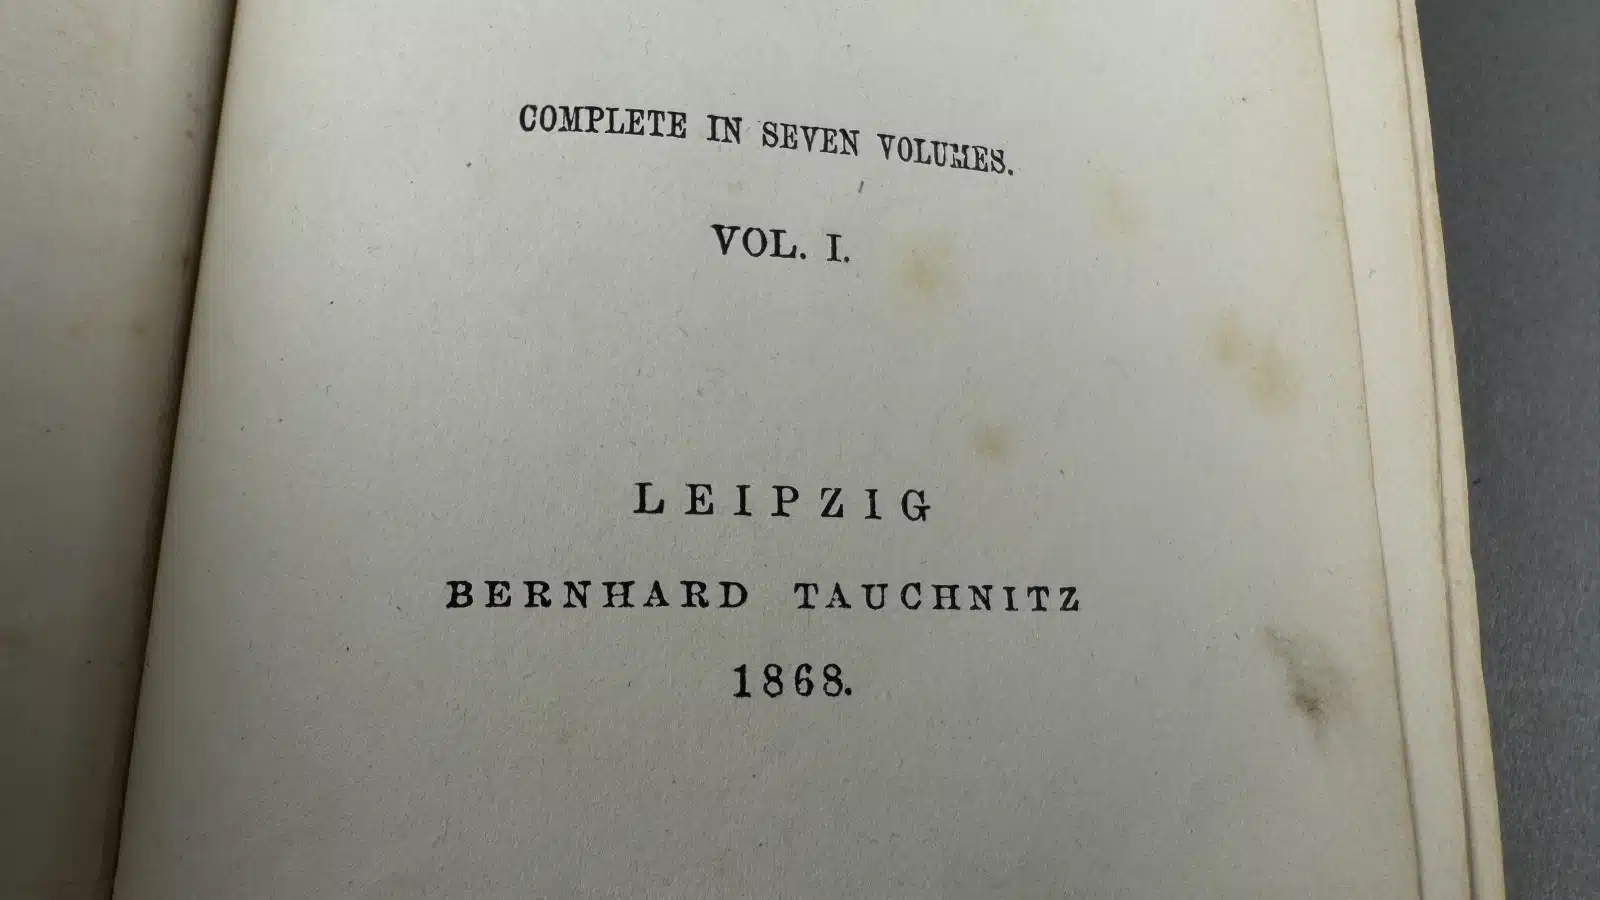 COMPLETE IN SEVEN VOLUMES.
VOL. I.
LEIPZIG
BERNHARD TAUCHNITZ
1868.